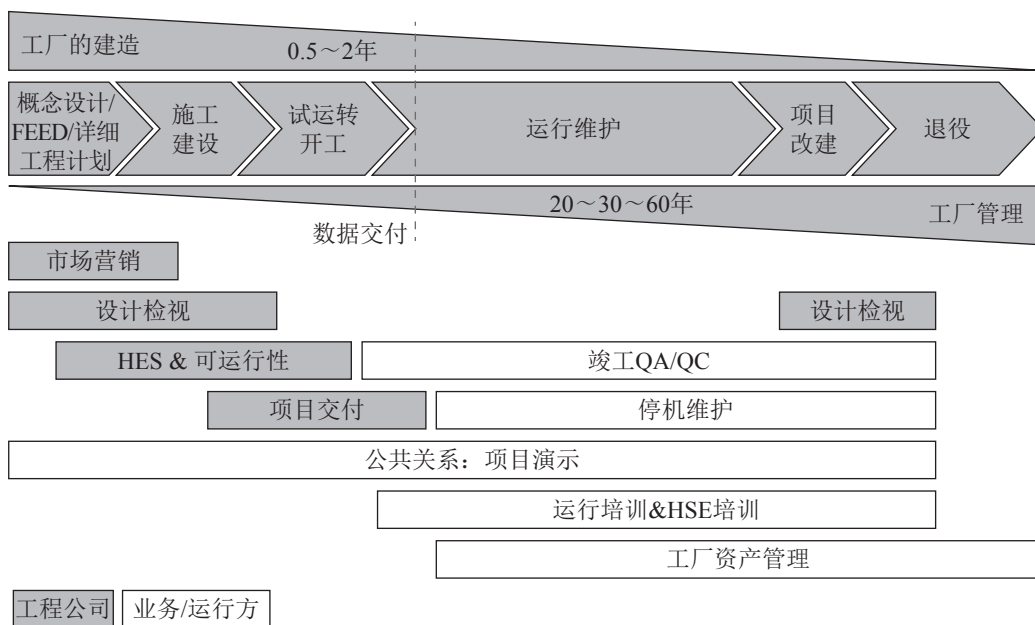 工厂的建造
0.5～2年
概念设计/
FEED/详细
工程计划
施工
建设
试运转
开工
运行维护
项目
改建
退役
20～30～60年
工厂管理
数据交付
市场营销
设计检视
设计检视
HES & 可运行性
竣工QA/QC
项目交付
停机维护
公共关系：项目演示
运行培训&HSE培训
工厂资产管理
工程公司
业务/运行方